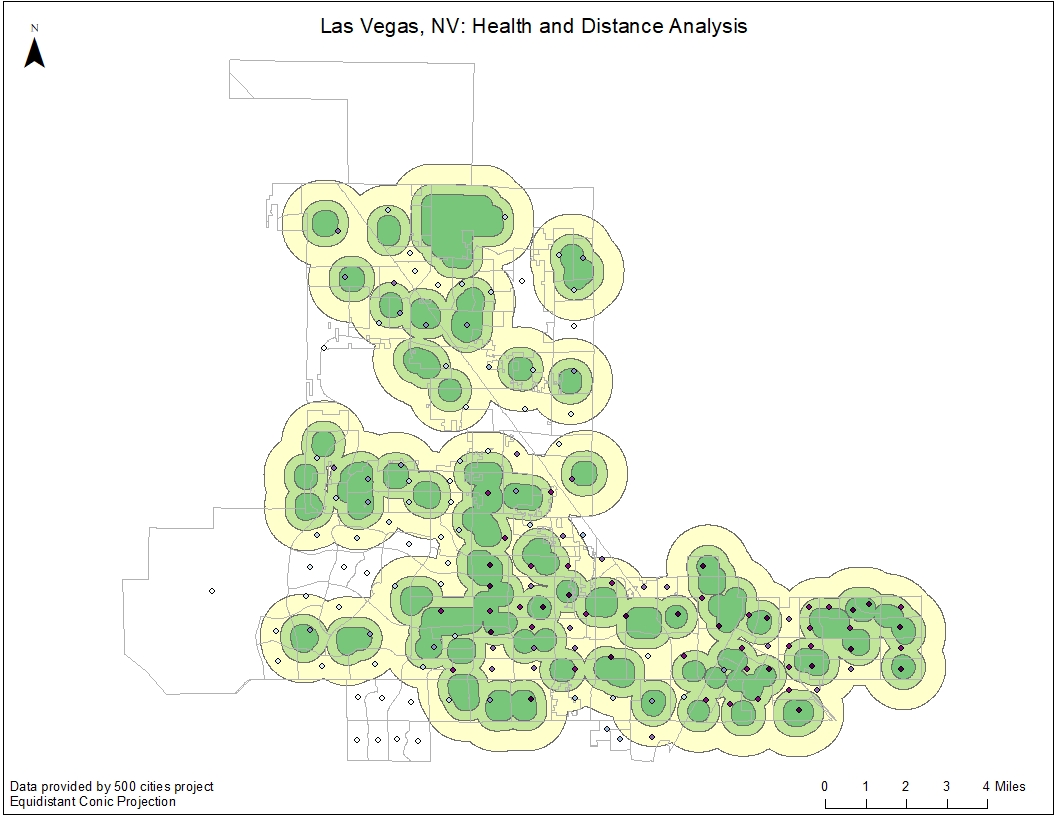 Las Vegas, NV: Health and Distance Analysis
N
Data provided by 500 cities project
Equidistant Conic Projection
0 1 2 3 4 Miles